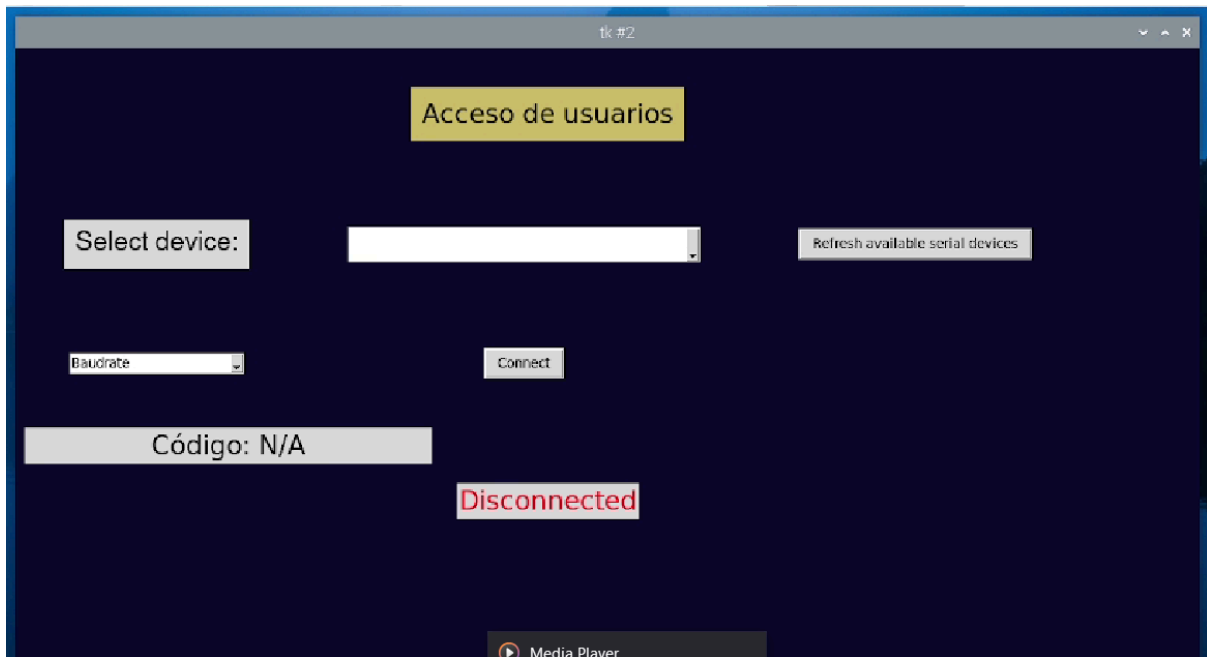 tk #2
Acceso de usuarios
Select device:
Refresh available serial devices
Baudrate
Connect
Código: N/A
Disconnected
Media Player